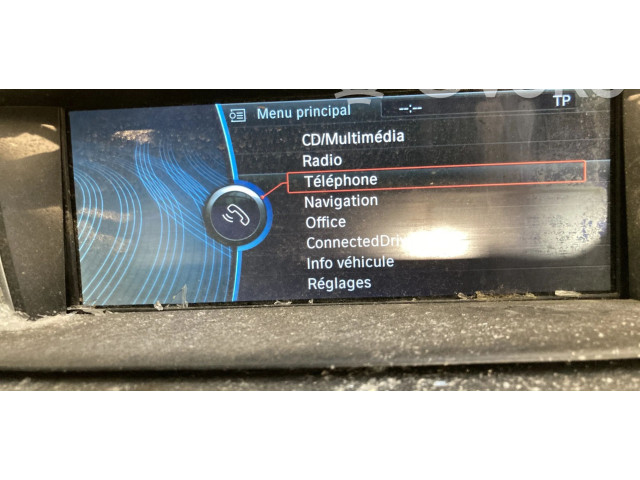 Menu principal
--:--
TP
CD/Multimédia
Radio
Téléphone
Navigation
Office
Info véhicule
Réglages